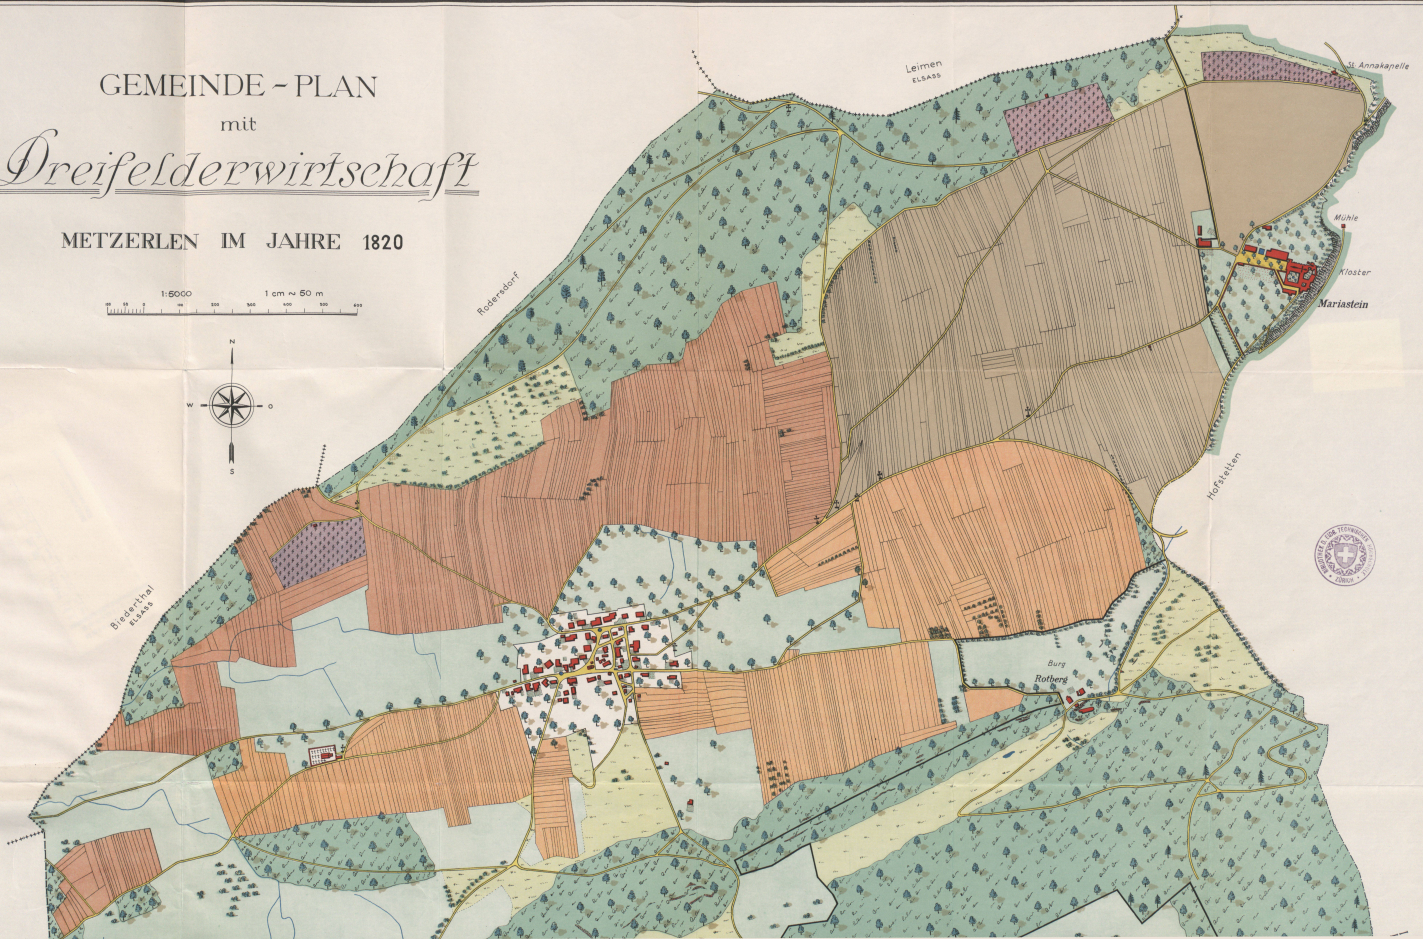 GEMEINDE - PLAN
mit
Dreifelderwirtschaft
METZERLEN IM JAHRE 1820
1:5000 1 cm ~ 50 m
N
W O
S
Leimen
ELSASS
St. Annakapelle
Mühle
Kloster
Mariastein
Rodersdorf
Hofstetten
Biederthal
ELSASS
Burg
Rotberg